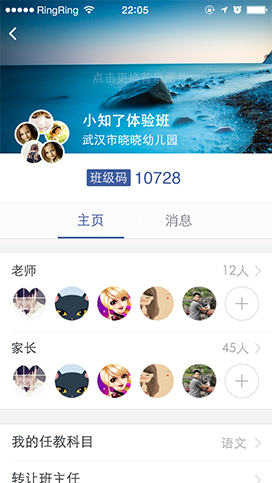 RingRing 22:05
点击更换背景图片
小知了体验班
武汉市晓晓幼儿园
班级码 10728
主页 消息
老师 12人
家长 45人
我的任教科目 语文
转让班主任